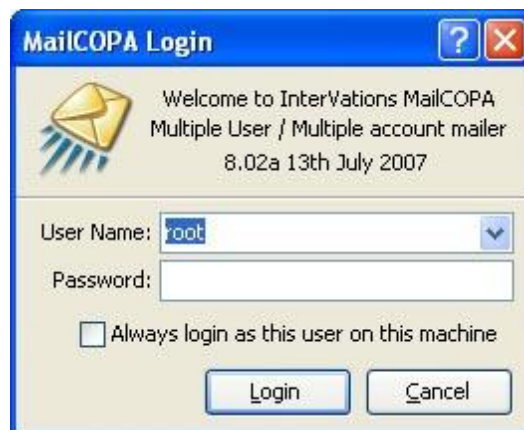 MailCOPA Login
Welcome to InterVations MailCOPA
Multiple User / Multiple account mailer
8.02a 13th July 2007
User Name: root
Password:
Always login as this user on this machine
Login Cancel